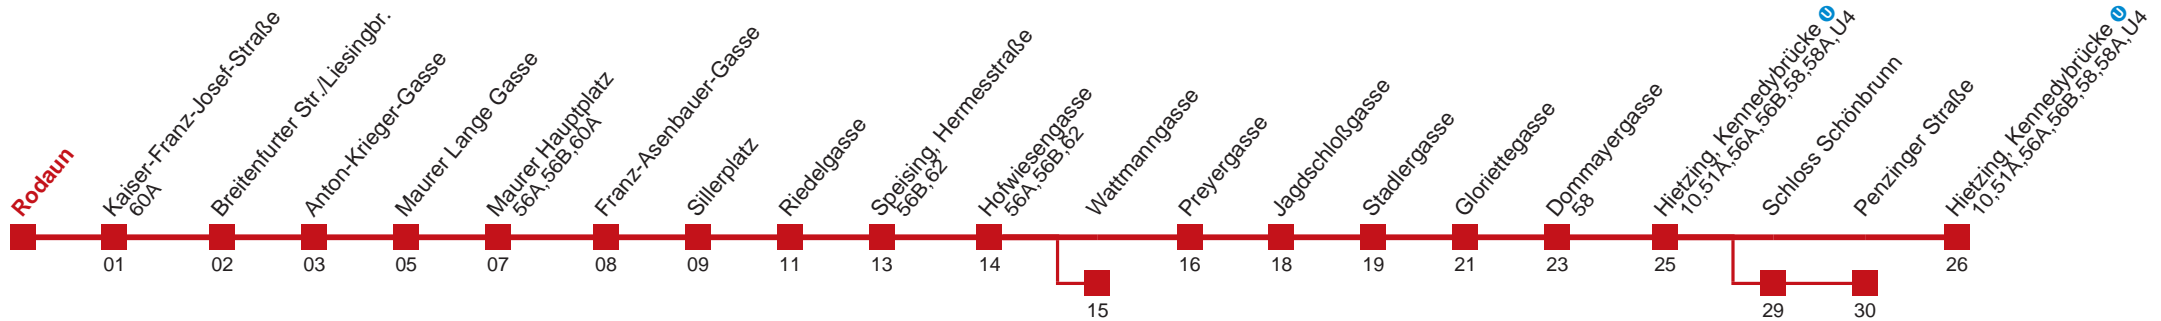 Rodaun
Kaiser-Franz-Josef-Straße
60A
Breitenfurter Str./Liesingbr.
Anton-Krieger-Gasse
Maurer Lange Gasse
Maurer Hauptplatz
56A,56B,60A
Franz-Asenbauer-Gasse
Sillerplatz
Riedelgasse
Speising, Hermesstraße
56B,62
Hofwiesengasse
56A,56B,62
Wattmanngasse
Preyergasse
Jagdschloßgasse
Stadlergasse
Gloriettegasse
Dommayergasse
58
Hietzing, Kennedybrücke U
10,51A,56A,56B,58,58A,U4
Schloss Schönbrunn
Penzinger Straße
Hietzing, Kennedybrücke U
10,51A,56A,56B,58,58A,U4
01
02
03
05
07
08
09
11
13
14
16
18
19
21
23
25
26
15
29
30